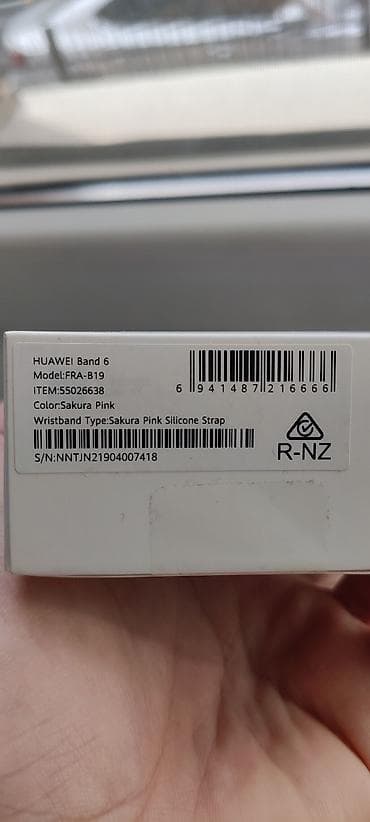 HUAWEI Band 6
Model:FRA-B19
ITEM:55026638
Color:Sakura Pink
Wristband Type:Sakura Pink Silicone Strap
S/N:NNTJN21904007418
6 941487 216666
R-NZ